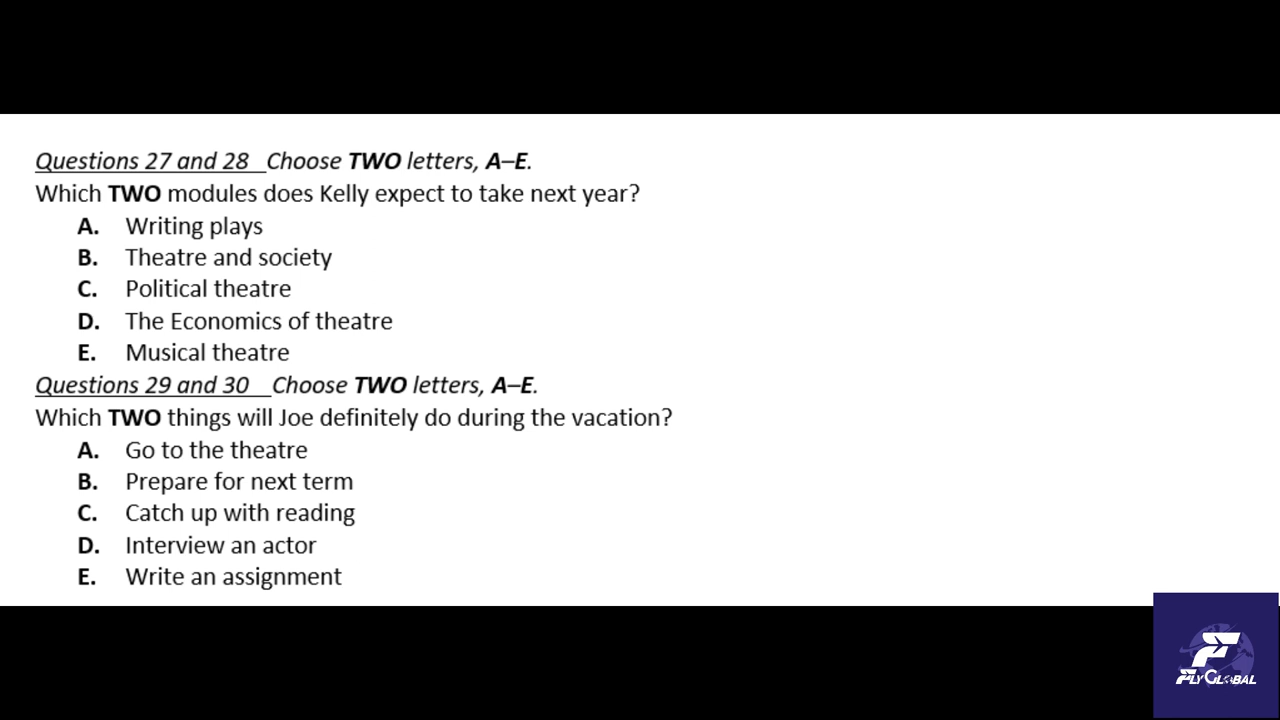 Questions 27 and 28   Choose TWO letters, A–E.
Which TWO modules does Kelly expect to take next year?
A. Writing plays
B. Theatre and society
C. Political theatre
D. The Economics of theatre
E. Musical theatre
Questions 29 and 30   Choose TWO letters, A–E.
Which TWO things will Joe definitely do during the vacation?
A. Go to the theatre
B. Prepare for next term
C. Catch up with reading
D. Interview an actor
E. Write an assignment
FLY GLOBAL